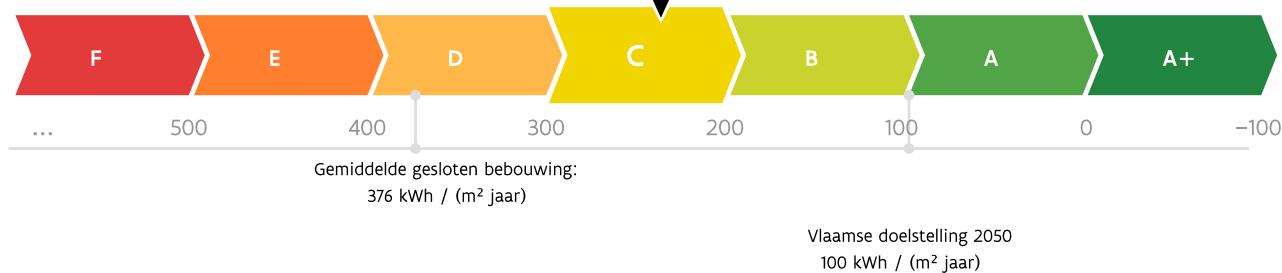 F E D C B A A+
... 500 400 300 200 100 0 −100
Gemiddelde gesloten bebouwing:
376 kWh / (m² jaar)
Vlaamse doelstelling 2050
100 kWh / (m² jaar)